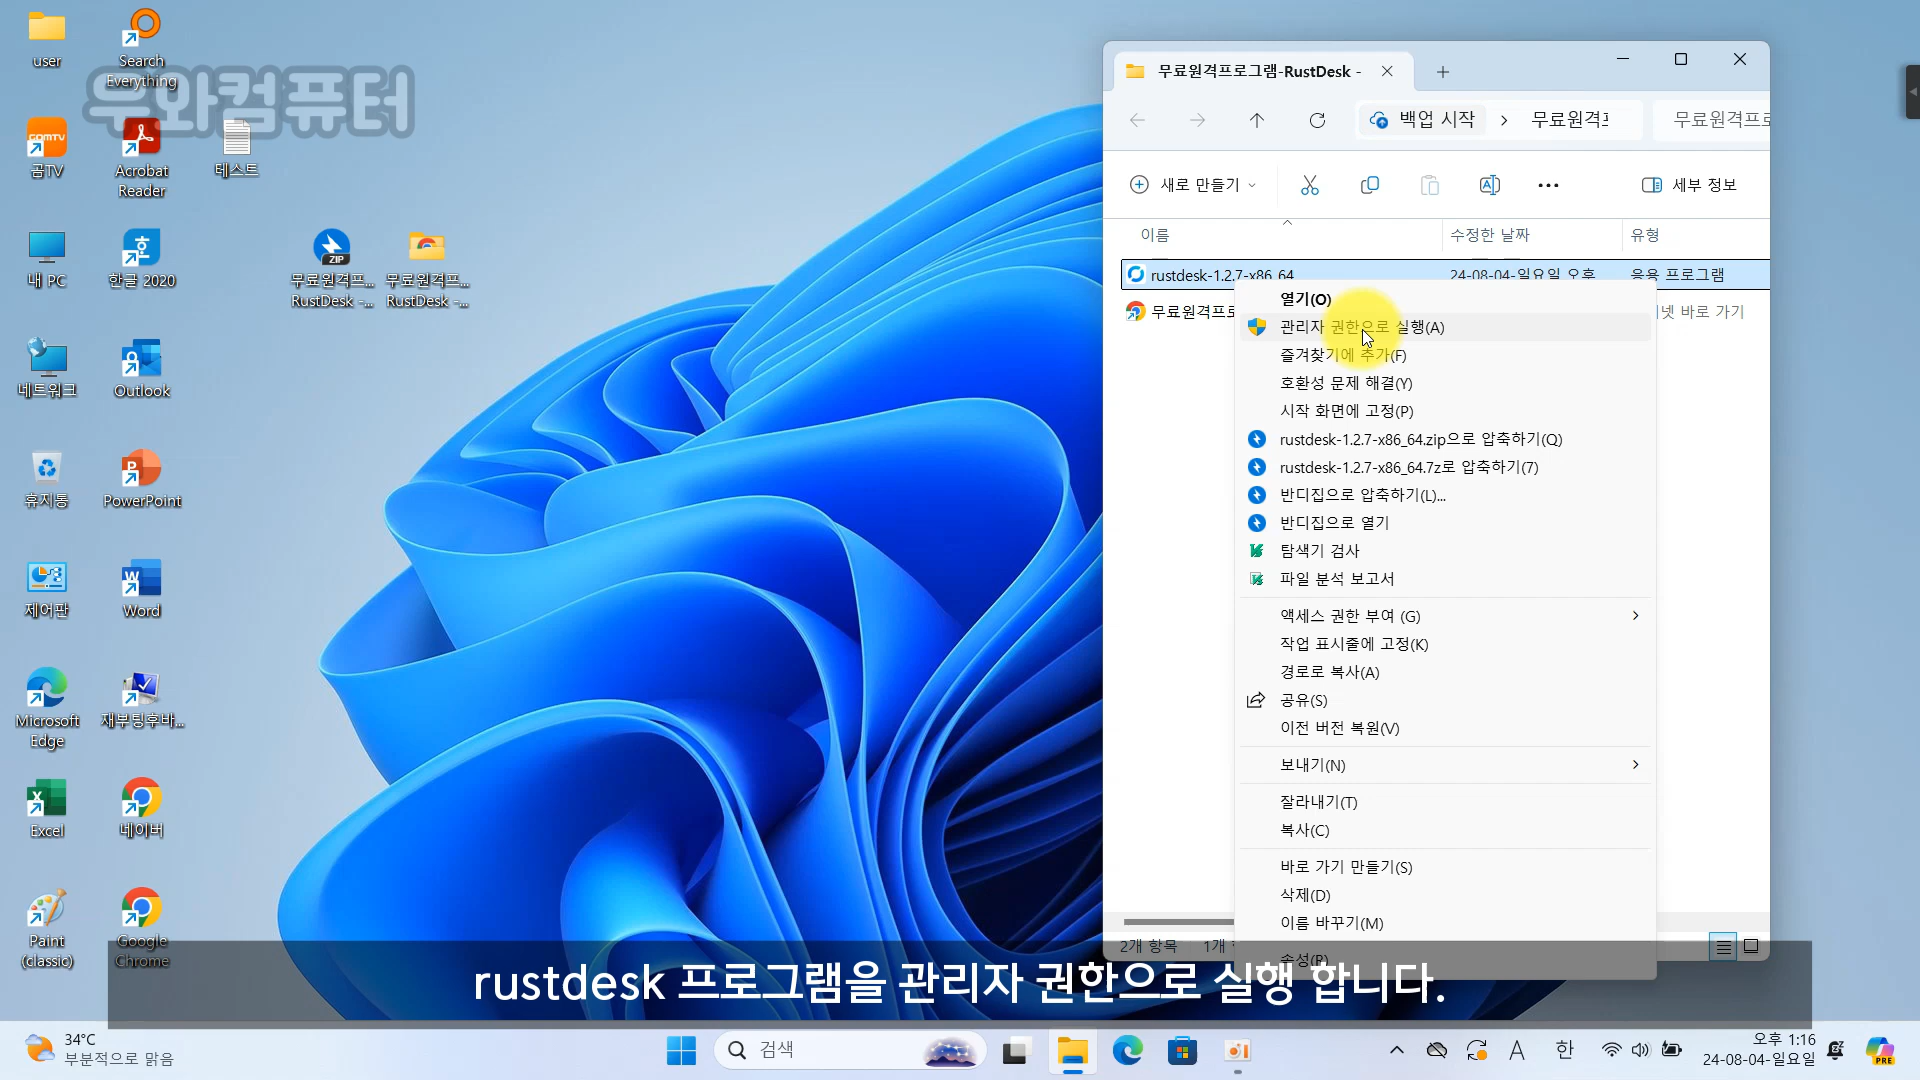 user
Search
Everything
두와컴퓨터
곰TV
Acrobat
Reader
테스트
내 PC
한글 2020
ZIP
무료원격프...
RustDesk -...
무료원격프...
RustDesk -...
네트워크
Outlook
휴지통
PowerPoint
제어판
Word
Microsoft
Edge
재부팅후바...
Excel
네이버
Paint
(classic)
Google
Chrome
무료원격프로그램-RustDesk -
백업 시작
무료원격프
무료원격프로
새로 만들기
세부 정보
이름
수정한 날짜
유형
rustdesk-1.2.7-x86_64
24-08-04-일요일 오후
응용 프로그램
무료원격프로
넷 바로 가기
열기(O)
관리자 권한으로 실행(A)
즐겨찾기에 추가(F)
호환성 문제 해결(Y)
시작 화면에 고정(P)
rustdesk-1.2.7-x86_64.zip으로 압축하기(Q)
rustdesk-1.2.7-x86_64.7z로 압축하기(7)
반디집으로 압축하기(L)...
반디집으로 열기
탐색기 검사
파일 분석 보고서
액세스 권한 부여 (G)
작업 표시줄에 고정(K)
경로로 복사(A)
공유(S)
이전 버전 복원(V)
보내기(N)
잘라내기(T)
복사(C)
바로 가기 만들기(S)
삭제(D)
이름 바꾸기(M)
속성(R)
2개 항목
1개
rustdesk 프로그램을 관리자 권한으로 실행 합니다.
34°C
부분적으로 맑음
검색
A
한
오후 1:16
24-08-04-일요일
PRE